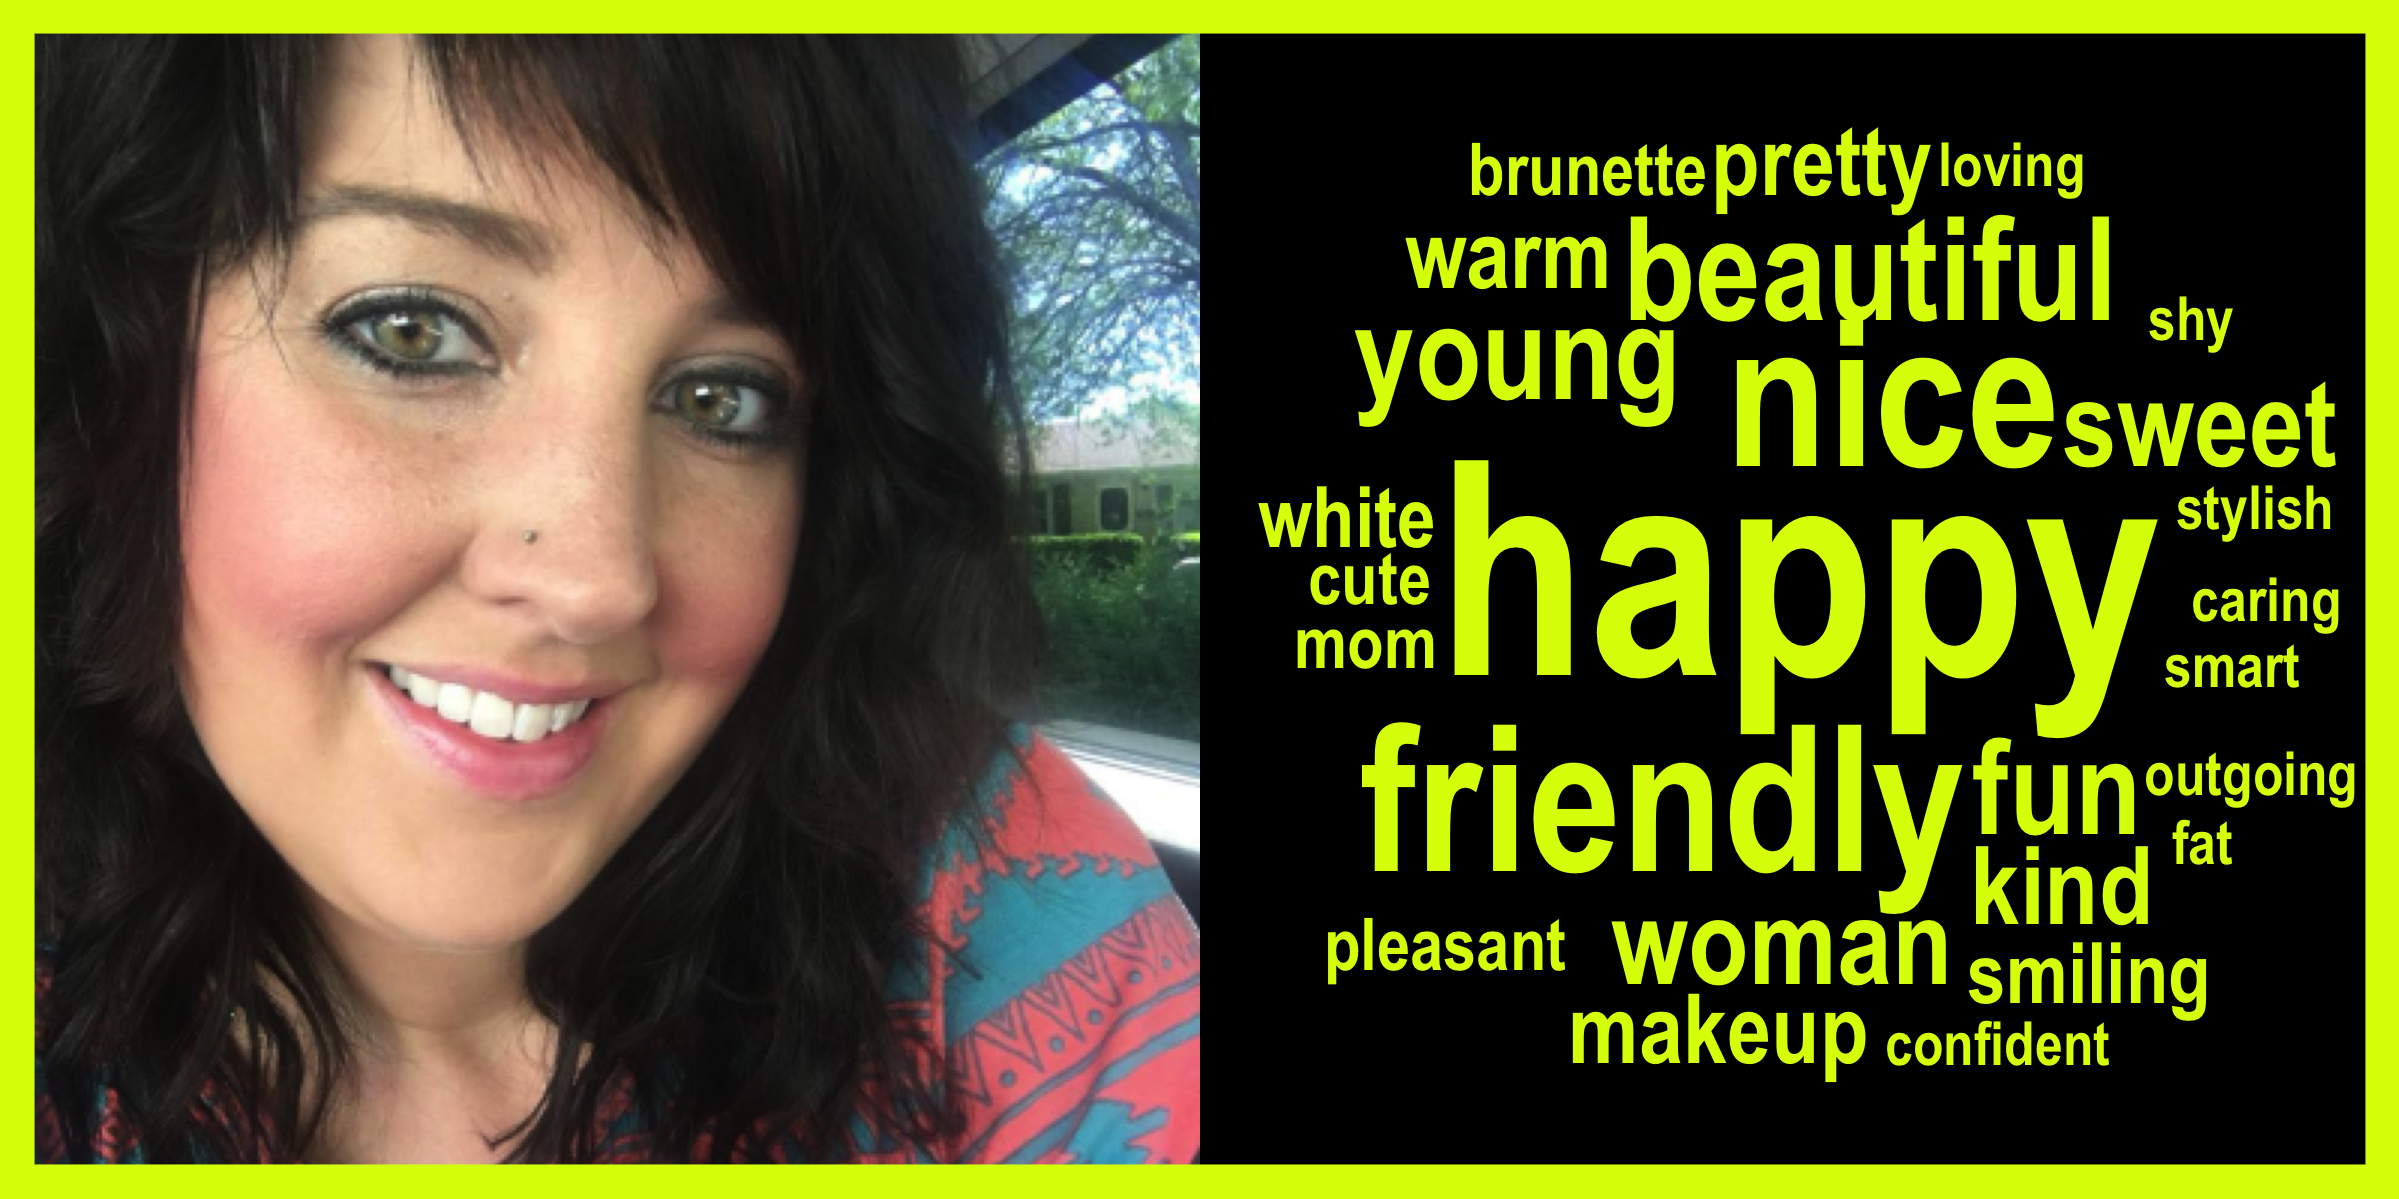 brunette pretty loving
warm beautiful
shy
young nice sweet
white happy stylish
cute
caring
mom
smart
friendly fun outgoing
fat
kind
pleasant woman smiling
makeup confident